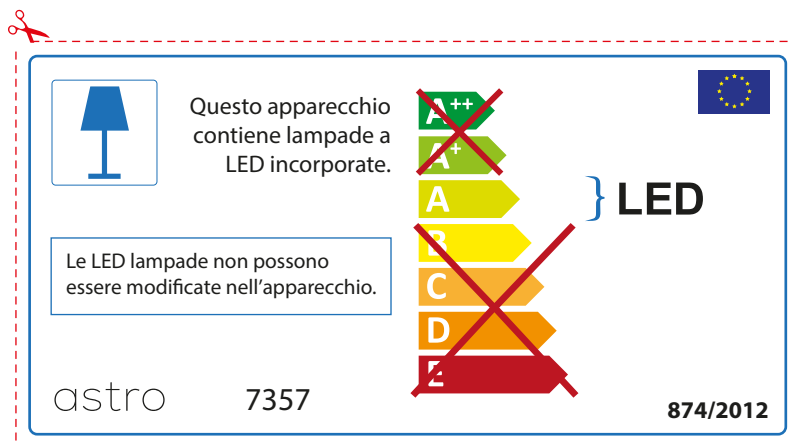 Questo apparecchio
contiene lampade a
LED incorporate.
Le LED lampade non possono
essere modificate nell'apparecchio.
A++
A+
A
B
C
D
E
LED
astro
7357
874/2012